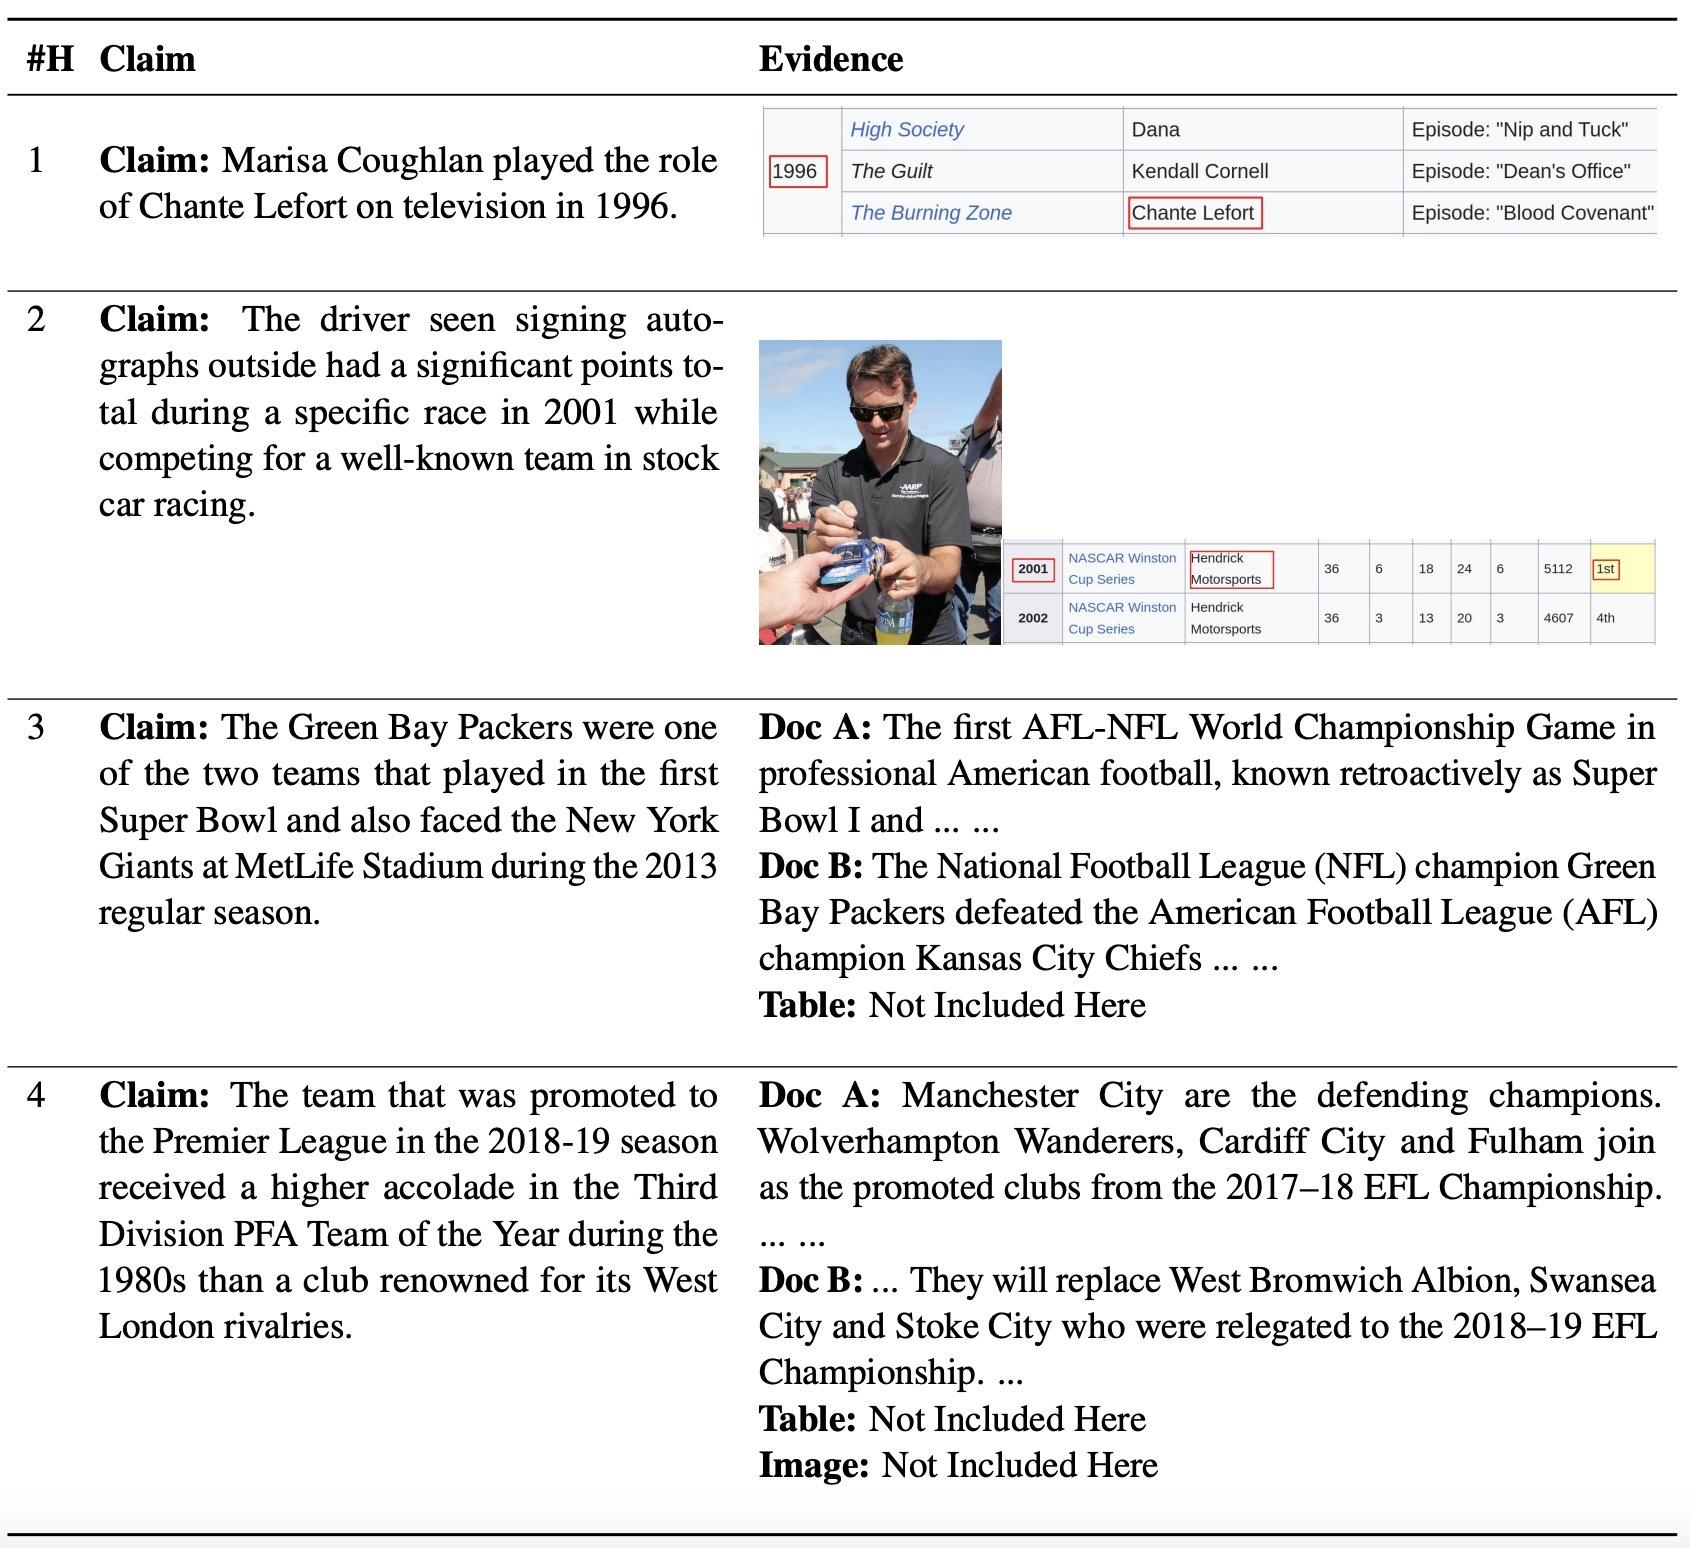 #H Claim Evidence
1 Claim: Marisa Coughlan played the role
of Chante Lefort on television in 1996.
1996
High Society Dana Episode: "Nip and Tuck"
The Guilt Kendall Cornell Episode: "Dean's Office"
The Burning Zone Chante Lefort Episode: "Blood Covenant"
2 Claim: The driver seen signing auto-
graphs outside had a significant points to-
tal during a specific race in 2001 while
competing for a well-known team in stock
car racing.
AARP
2001 NASCAR Winston Cup Series Hendrick Motorsports 36 6 18 24 6 5112 1st
2002 NASCAR Winston Cup Series Hendrick Motorsports 36 3 13 20 3 4607 4th
3 Claim: The Green Bay Packers were one
of the two teams that played in the first
Super Bowl and also faced the New York
Giants at MetLife Stadium during the 2013
regular season.
Doc A: The first AFL-NFL World Championship Game in
professional American football, known retroactively as Super
Bowl I and ... ...
Doc B: The National Football League (NFL) champion Green
Bay Packers defeated the American Football League (AFL)
champion Kansas City Chiefs ... ...
Table: Not Included Here
4 Claim: The team that was promoted to
the Premier League in the 2018-19 season
received a higher accolade in the Third
Division PFA Team of the Year during the
1980s than a club renowned for its West
London rivalries.
Doc A: Manchester City are the defending champions.
Wolverhampton Wanderers, Cardiff City and Fulham join
as the promoted clubs from the 2017–18 EFL Championship.
... ...
Doc B: ... They will replace West Bromwich Albion, Swansea
City and Stoke City who were relegated to the 2018–19 EFL
Championship. ...
Table: Not Included Here
Image: Not Included Here